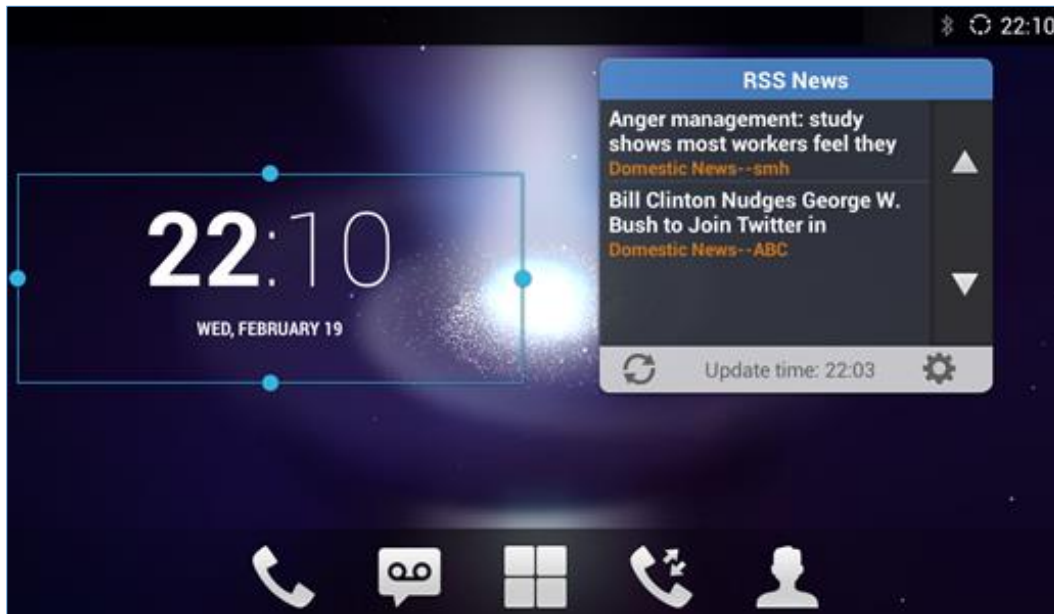 22:10
RSS News
Anger management: study
shows most workers feel they
Domestic News--smh
Bill Clinton Nudges George W.
Bush to Join Twitter in
Domestic News--ABC
Update time: 22:03
22:10
WED, FEBRUARY 19